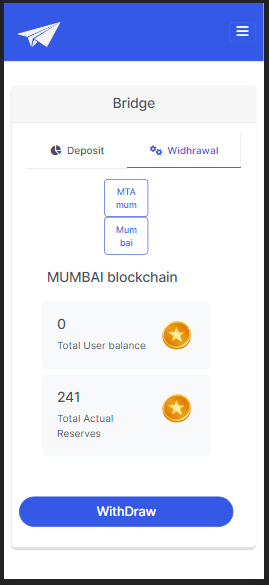 Bridge
Deposit
Widhrawal
MTA
mum
Mum
bai
MUMBAI blockchain
0
Total User balance
241
Total Actual
Reserves
WithDraw